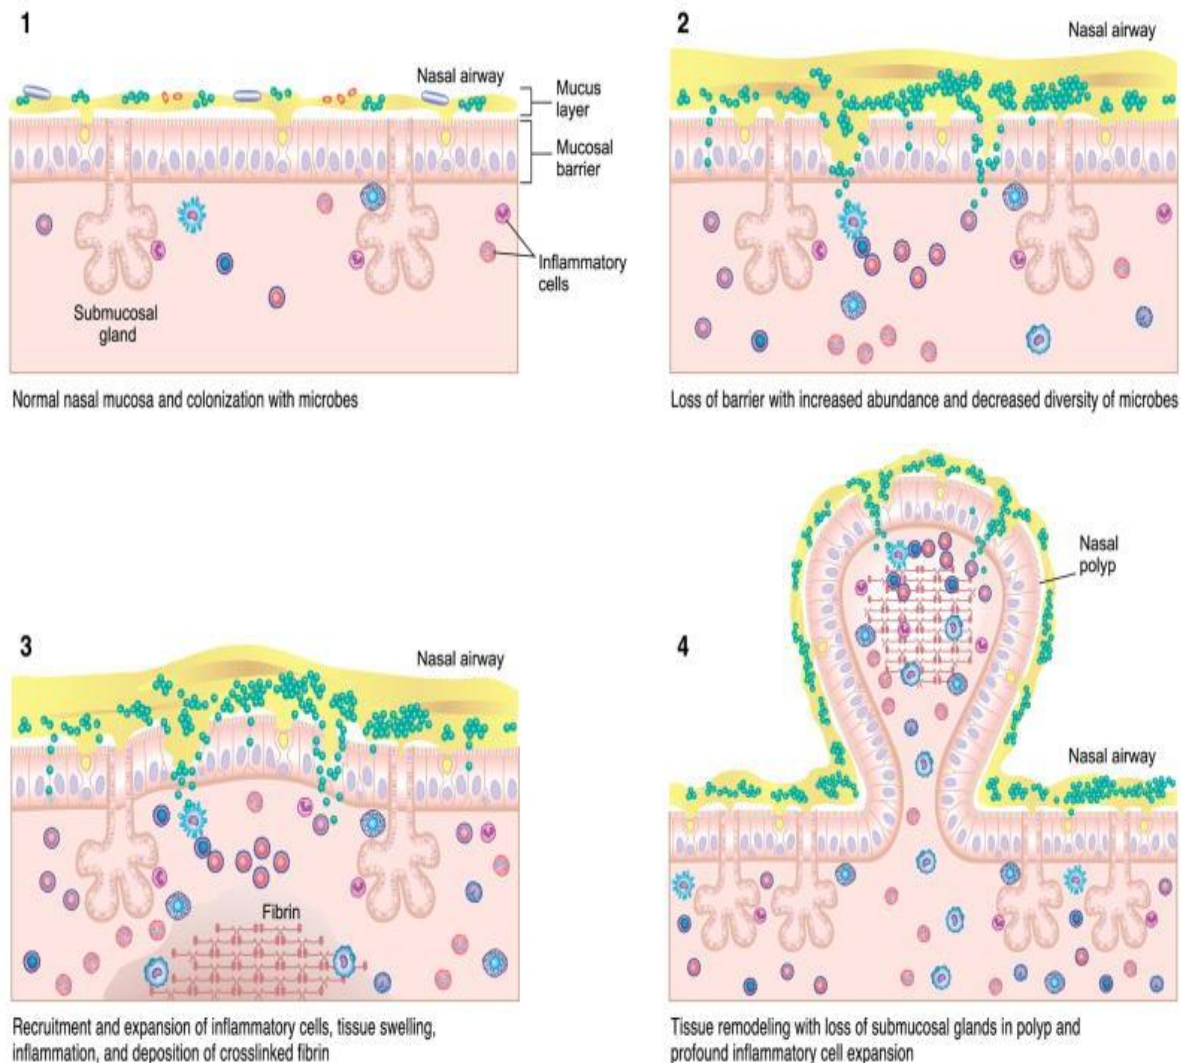 1
Nasal airway
Mucus
layer
Mucosal
barrier
Inflammatory
cells
Submucosal
gland
Normal nasal mucosa and colonization with microbes
2
Nasal airway
Loss of barrier with increased abundance and decreased diversity of microbes
3
Nasal airway
Fibrin
Recruitment and expansion of inflammatory cells, tissue swelling,
inflammation, and deposition of crosslinked fibrin
4
Nasal
polyp
Nasal airway
Tissue remodeling with loss of submucosal glands in polyp and
profound inflammatory cell expansion